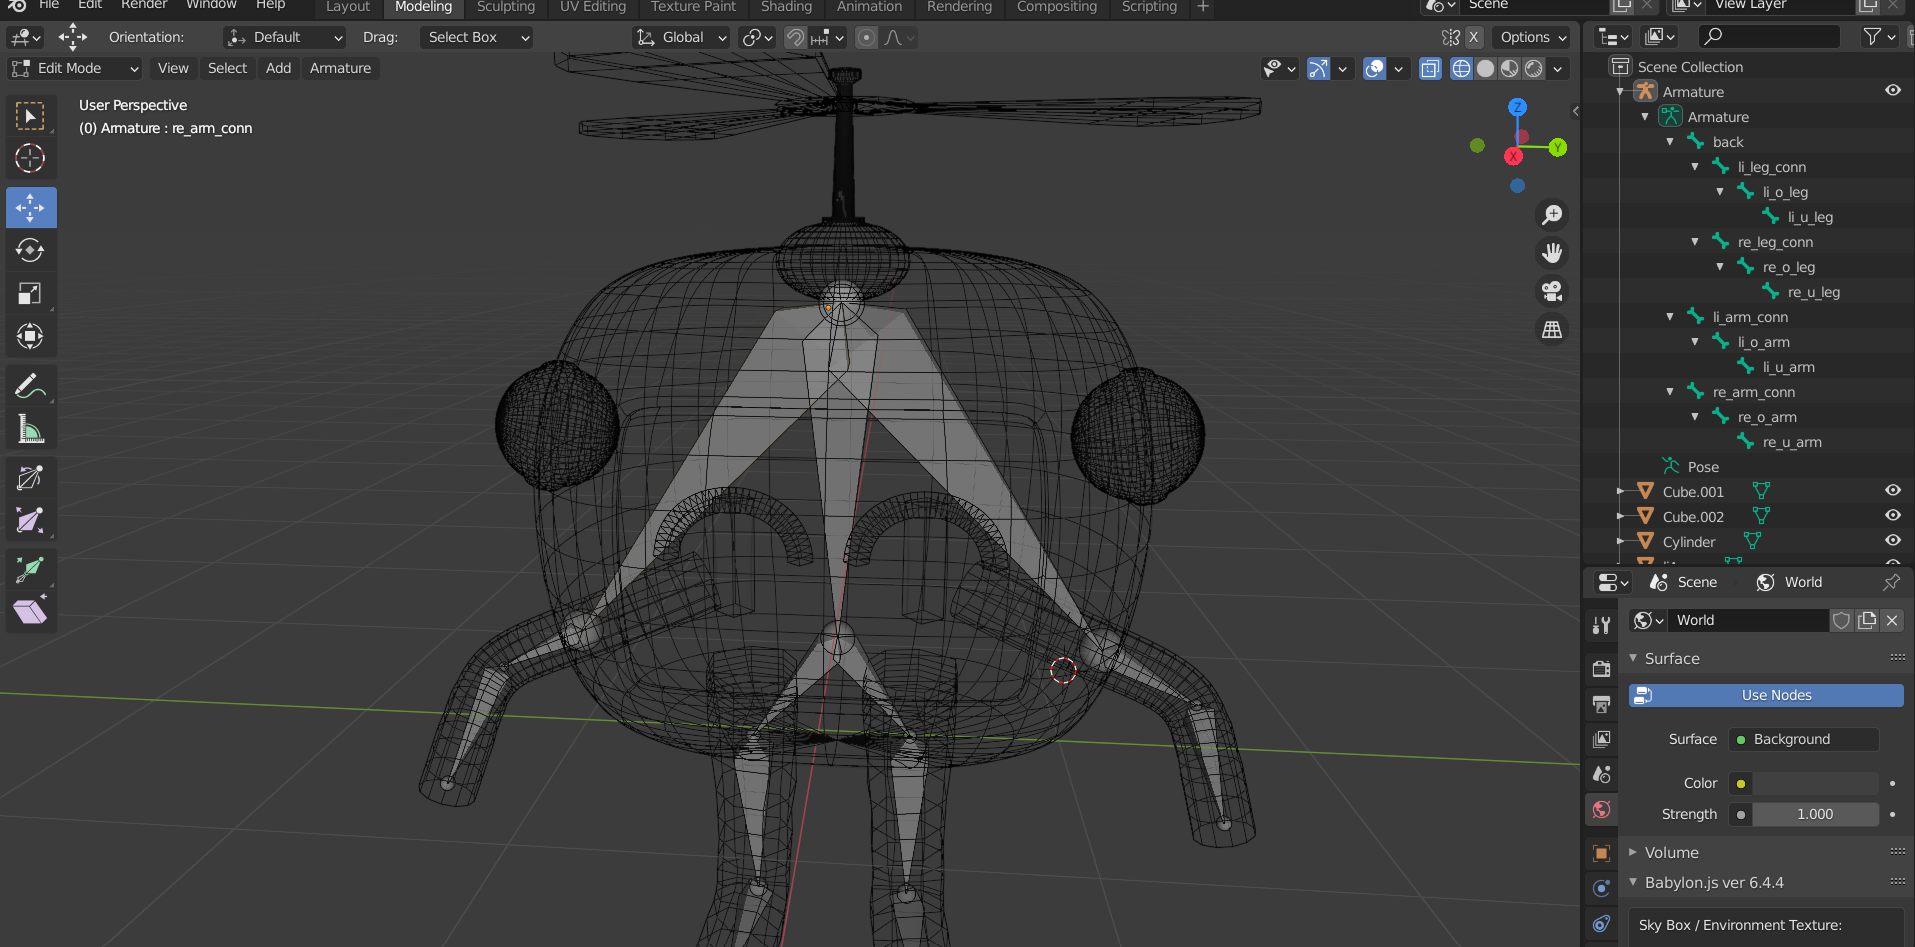 File Edit Render Window Help Layout Modeling Sculpting UV Editing Texture Paint Shading Animation Rendering Compositing Scripting + Scene View Layer
Orientation: Default Drag: Select Box Global X Options
Edit Mode View Select Add Armature
User Perspective
(0) Armature : re_arm_conn
Z
Y
X
Scene Collection
Armature
Armature
back
li_leg_conn
li_o_leg
li_u_leg
re_leg_conn
re_o_leg
re_u_leg
li_arm_conn
li_o_arm
li_u_arm
re_arm_conn
re_o_arm
re_u_arm
Pose
Cube.001
Cube.002
Cylinder
Scene World
World
Surface
Use Nodes
Surface Background
Color
Strength 1.000
Volume
Babylon.js ver 6.4.4
Sky Box / Environment Texture: